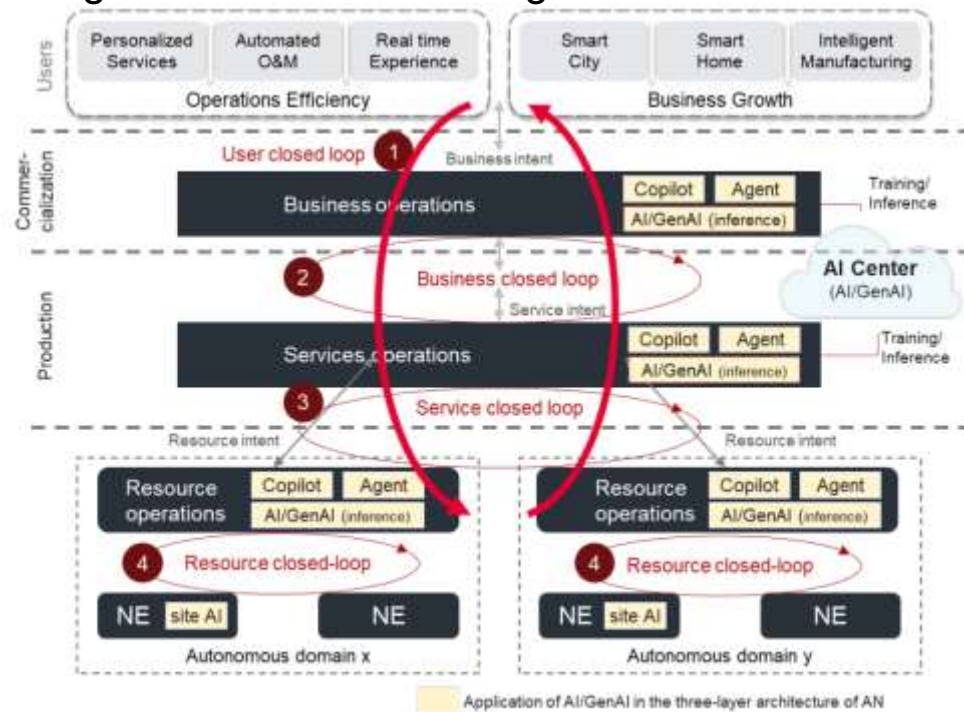 Users
Personalized
Services
Automated
O&M
Real time
Experience
Operations Efficiency
Smart
City
Smart
Home
Intelligent
Manufacturing
Business Growth
Commer-
cialization
User closed loop
1
Business intent
Business operations
Copilot
Agent
AI/GenAI (inference)
Training/
Inference
AI Center
(AI/GenAI)
Production
2
Business closed loop
Service intent
Services operations
Copilot
Agent
AI/GenAI (inference)
Training/
Inference
3
Service closed loop
Resource intent
Resource intent
Resource
operations
Copilot
Agent
AI/GenAI (inference)
4
Resource closed-loop
NE
site AI
NE
Autonomous domain x
Resource
operations
Copilot
Agent
AI/GenAI (inference)
4
Resource closed-loop
NE
site AI
NE
Autonomous domain y
Application of AI/GenAI in the three-layer architecture of AN